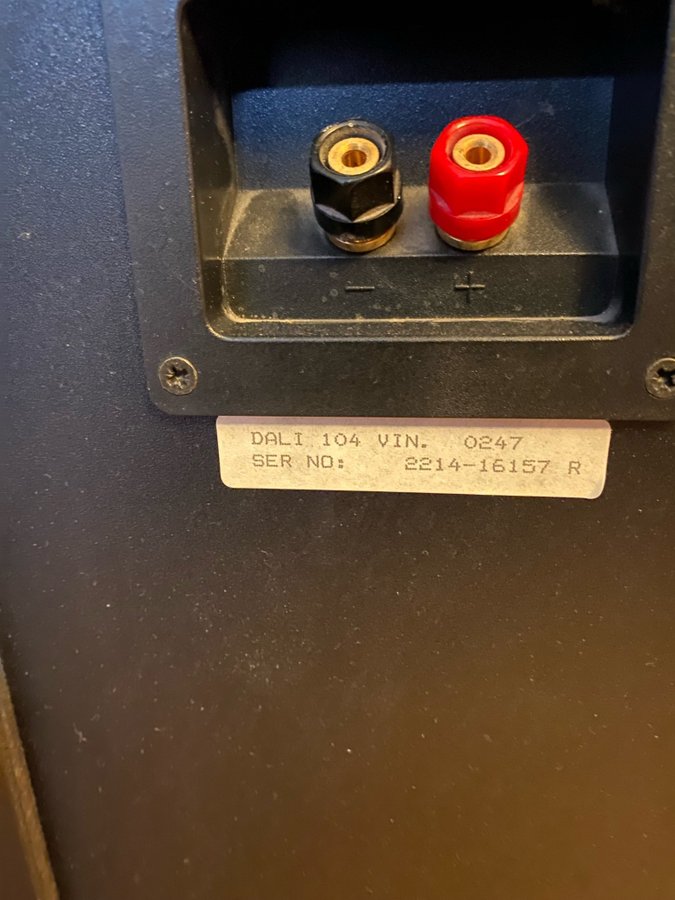 − +
DALI 104 VIN. 0247
SER NO: 2214-16157 R